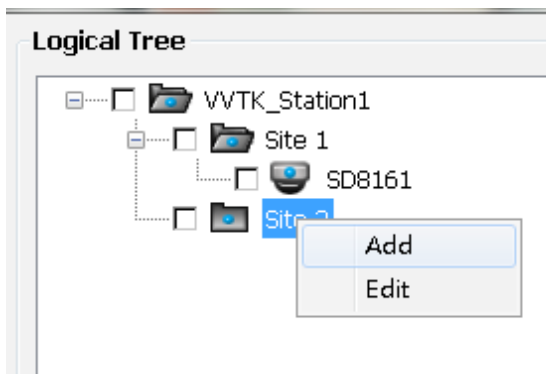 Logical Tree
VVTK_Station1
Site 1
SD8161
Site 2
Add
Edit